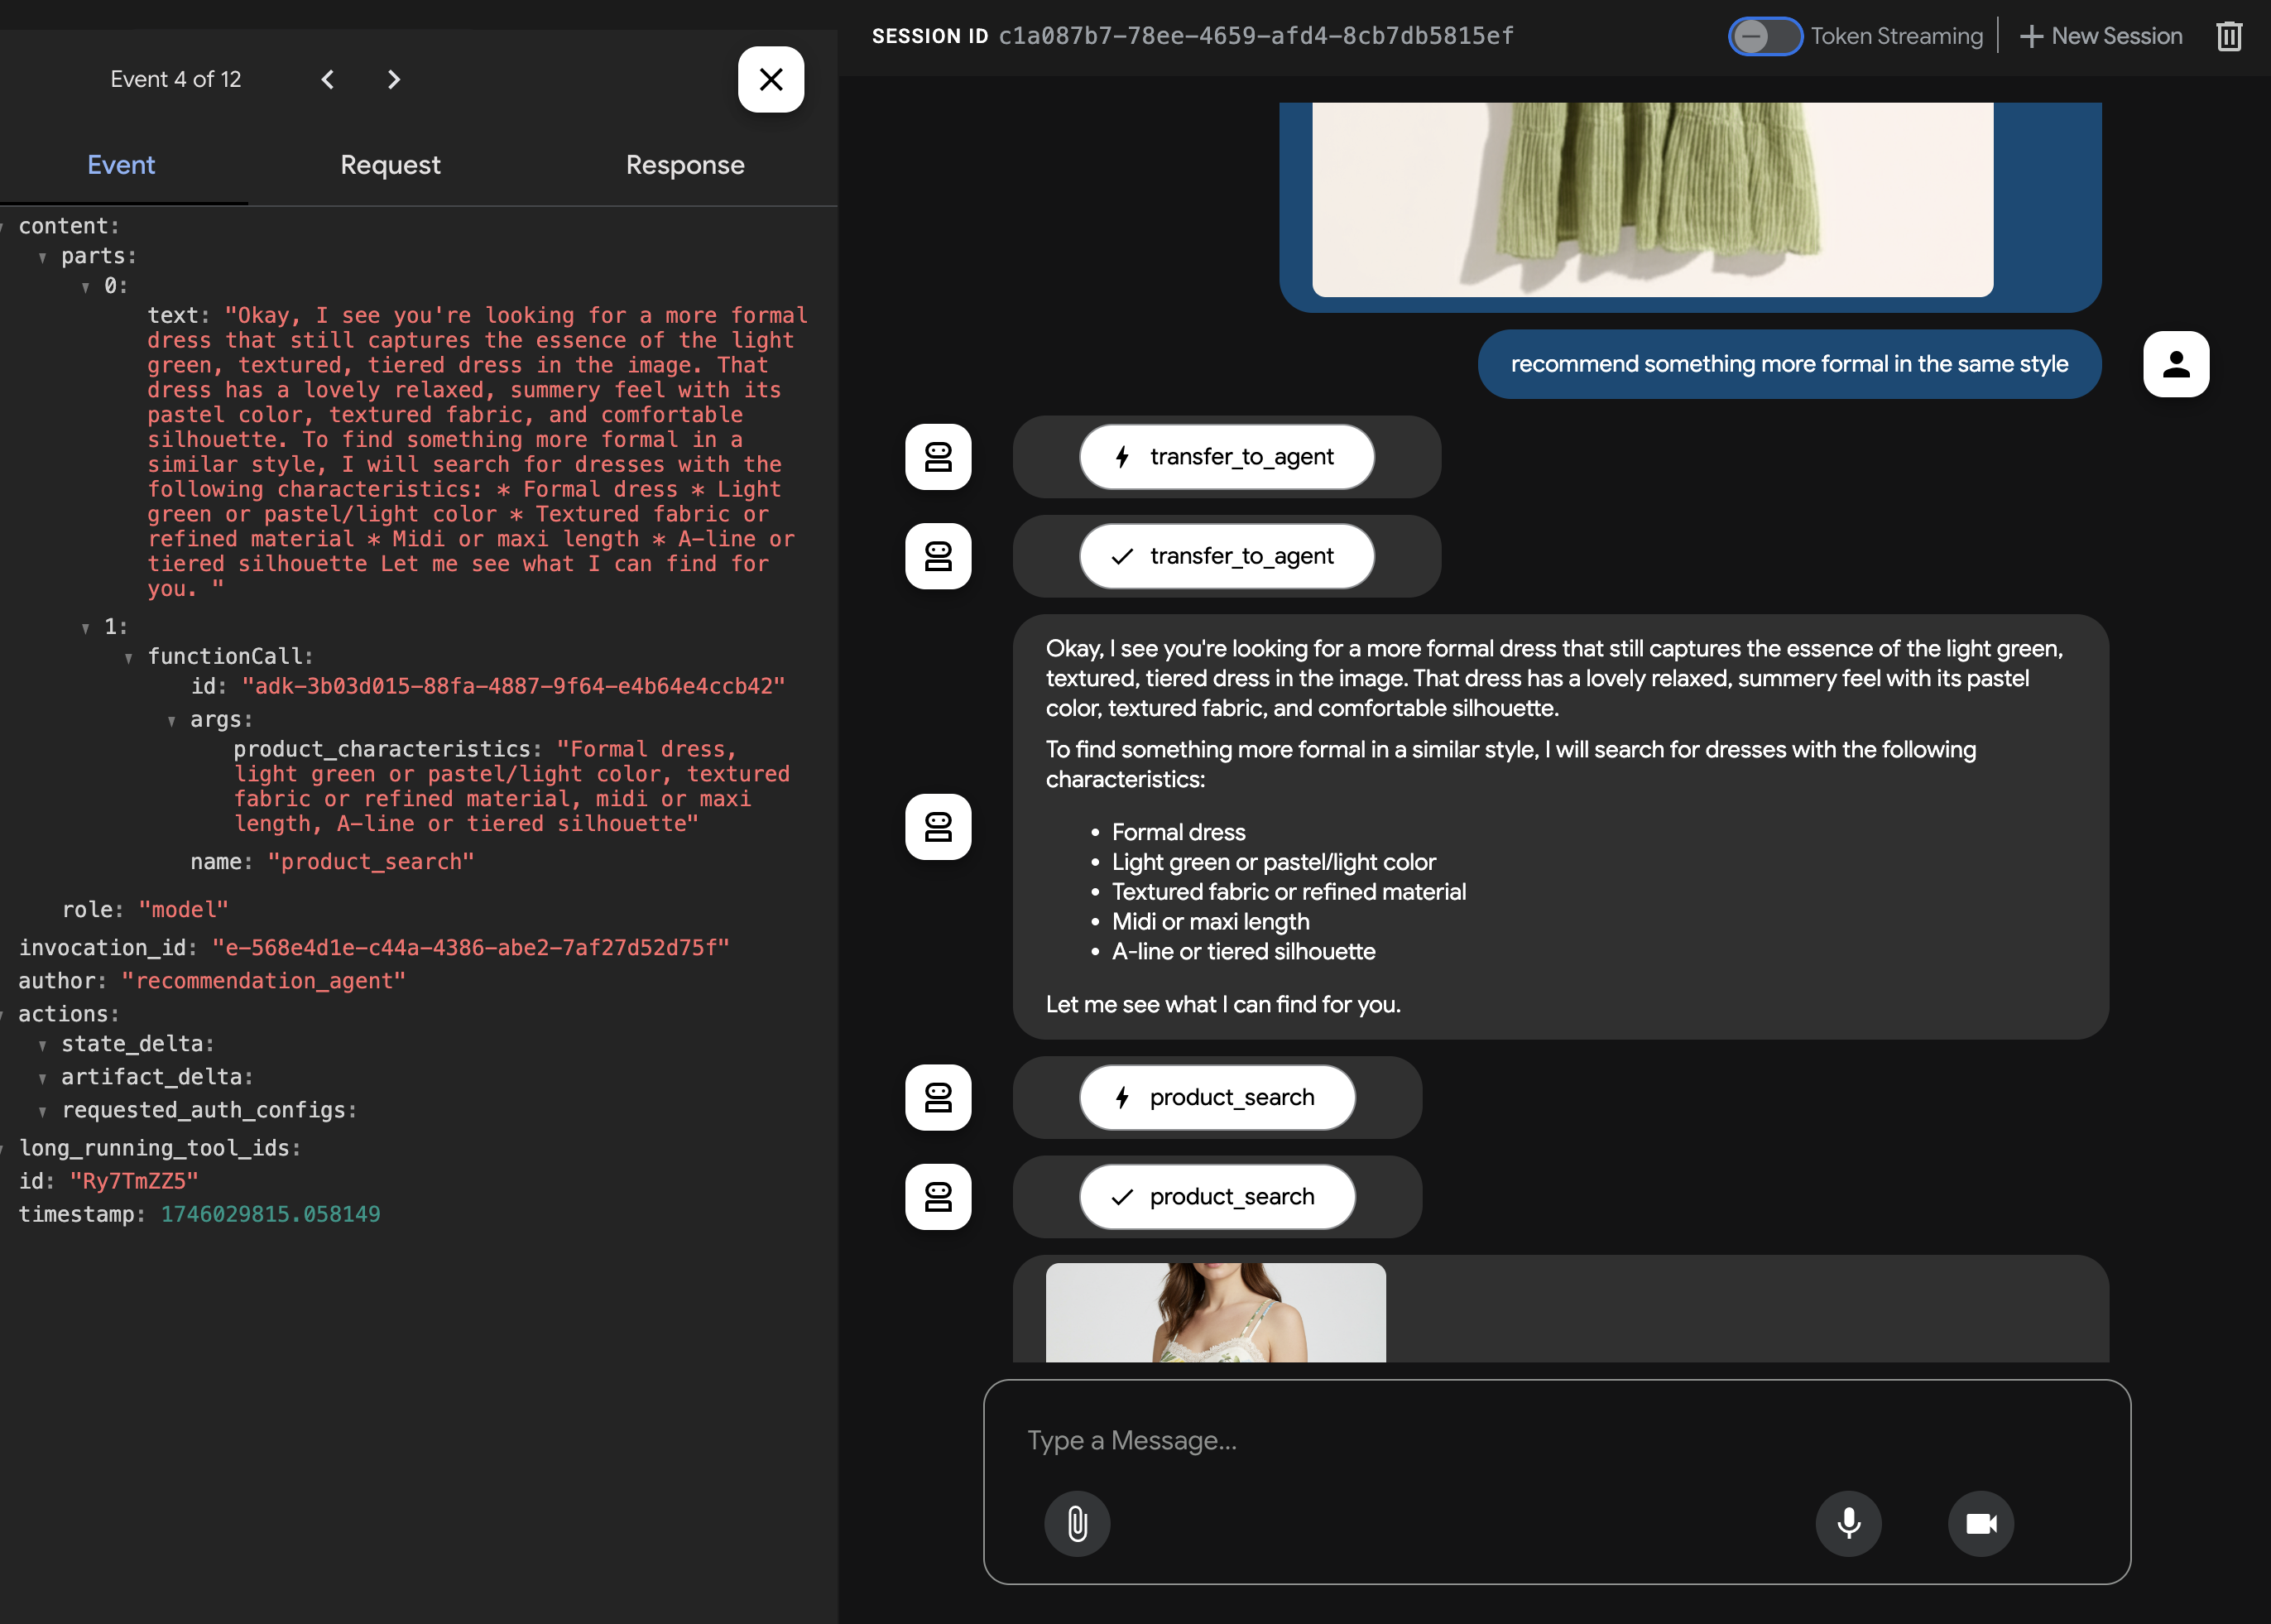 Event 4 of 12
Event
Request
Response
content:
parts:
0:
text: "Okay, I see you're looking for a more formal
dress that still captures the essence of the light
green, textured, tiered dress in the image. That
dress has a lovely relaxed, summery feel with its
pastel color, textured fabric, and comfortable
silhouette. To find something more formal in a
similar style, I will search for dresses with the
following characteristics: * Formal dress * Light
green or pastel/light color * Textured fabric or
refined material * Midi or maxi length * A-line or
tiered silhouette Let me see what I can find for
you. "
1:
functionCall:
id: "adk-3b03d015-88fa-4887-9f64-e4b64e4ccb42"
args:
product_characteristics: "Formal dress,
light green or pastel/light color, textured
fabric or refined material, midi or maxi
length, A-line or tiered silhouette"
name: "product_search"
role: "model"
invocation_id: "e-568e4d1e-c44a-4386-abe2-7af27d52d75f"
author: "recommendation_agent"
actions:
state_delta:
artifact_delta:
requested_auth_configs:
long_running_tool_ids:
id: "Ry7TmZZ5"
timestamp: 1746029815.058149
SESSION ID c1a087b7-78ee-4659-afd4-8cb7db5815ef
Token Streaming
New Session
recommend something more formal in the same style
transfer_to_agent
transfer_to_agent
Okay, I see you're looking for a more formal dress that still captures the essence of the light green,
textured, tiered dress in the image. That dress has a lovely relaxed, summery feel with its pastel
color, textured fabric, and comfortable silhouette.
To find something more formal in a similar style, I will search for dresses with the following
characteristics:
• Formal dress
• Light green or pastel/light color
• Textured fabric or refined material
• Midi or maxi length
• A-line or tiered silhouette
Let me see what I can find for you.
product_search
product_search
Type a Message...